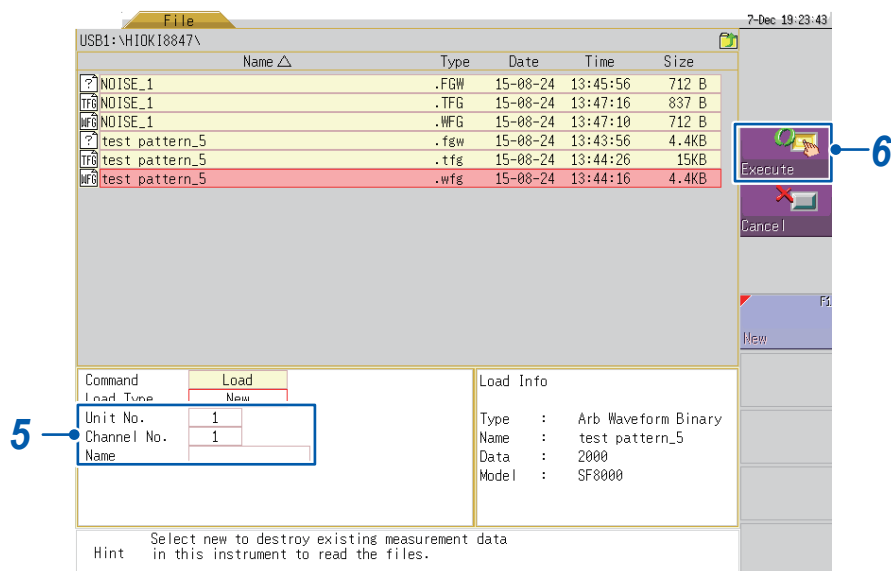 File
7-Dec 19:23:43
USB1:\HIOKI8847\
Name △ Type Date Time Size
? NOISE_1 .FGW 15-08-24 13:45:56 712 B
TFG NOISE_1 .TFG 15-08-24 13:47:16 837 B
WFG NOISE_1 .WFG 15-08-24 13:47:10 712 B
? test pattern_5 .fgw 15-08-24 13:43:56 4.4KB
TFG test pattern_5 .tfg 15-08-24 13:44:26 15KB
WFG test pattern_5 .wfg 15-08-24 13:44:16 4.4KB
Execute
6
Cancel
New
Command Load
Load Type New
5
Unit No. 1
Channel No. 1
Name
Load Info
Type : Arb Waveform Binary
Name : test pattern_5
Data : 2000
Model : SF8000
Hint Select new to destroy existing measurement data
in this instrument to read the files.